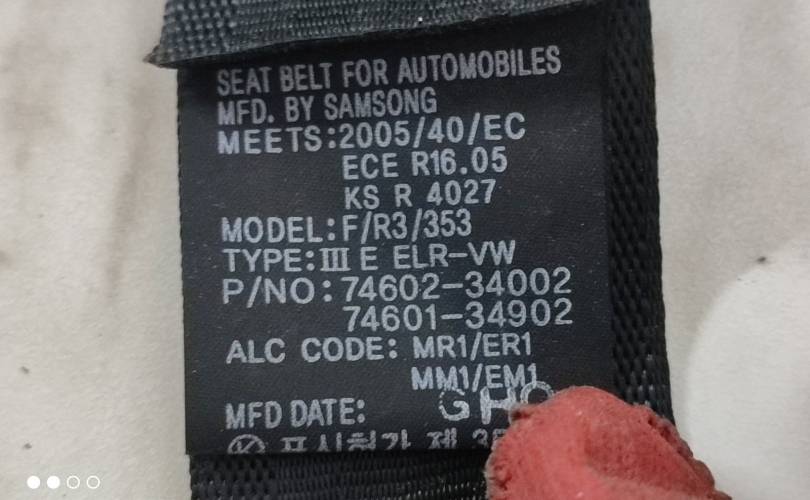 SEAT BELT FOR AUTOMOBILES
MFD. BY SAMSONG
MEETS:2005/40/EC
ECE R16.05
KS R 4027
MODEL:F/R3/353
TYPE:III E ELR-VW
P/NO:74602-34002
74601-34902
ALC CODE: MR1/ER1
MM1/EM1
MFD DATE: GHO